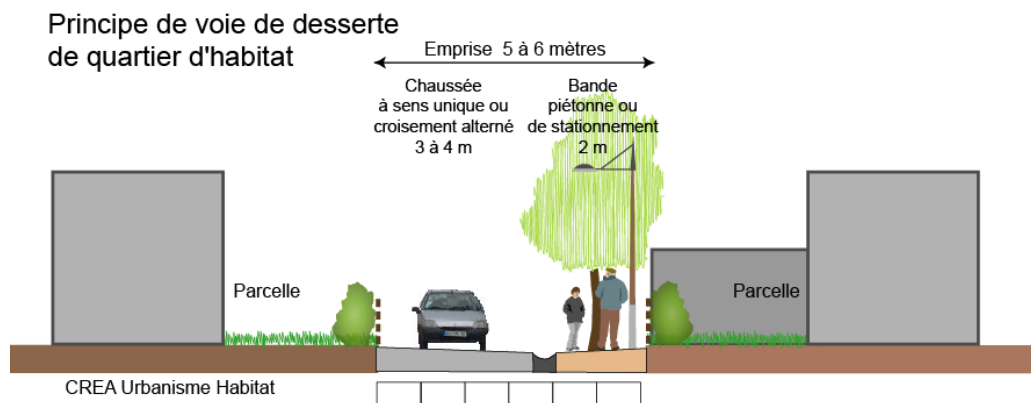 Principe de voie de desserte
de quartier d'habitat
Emprise 5 à 6 mètres
Chaussée
à sens unique ou
croisement alterné
3 à 4 m
Bande
piétonne ou
de stationnement
2 m
Parcelle
Parcelle
CREA Urbanisme Habitat